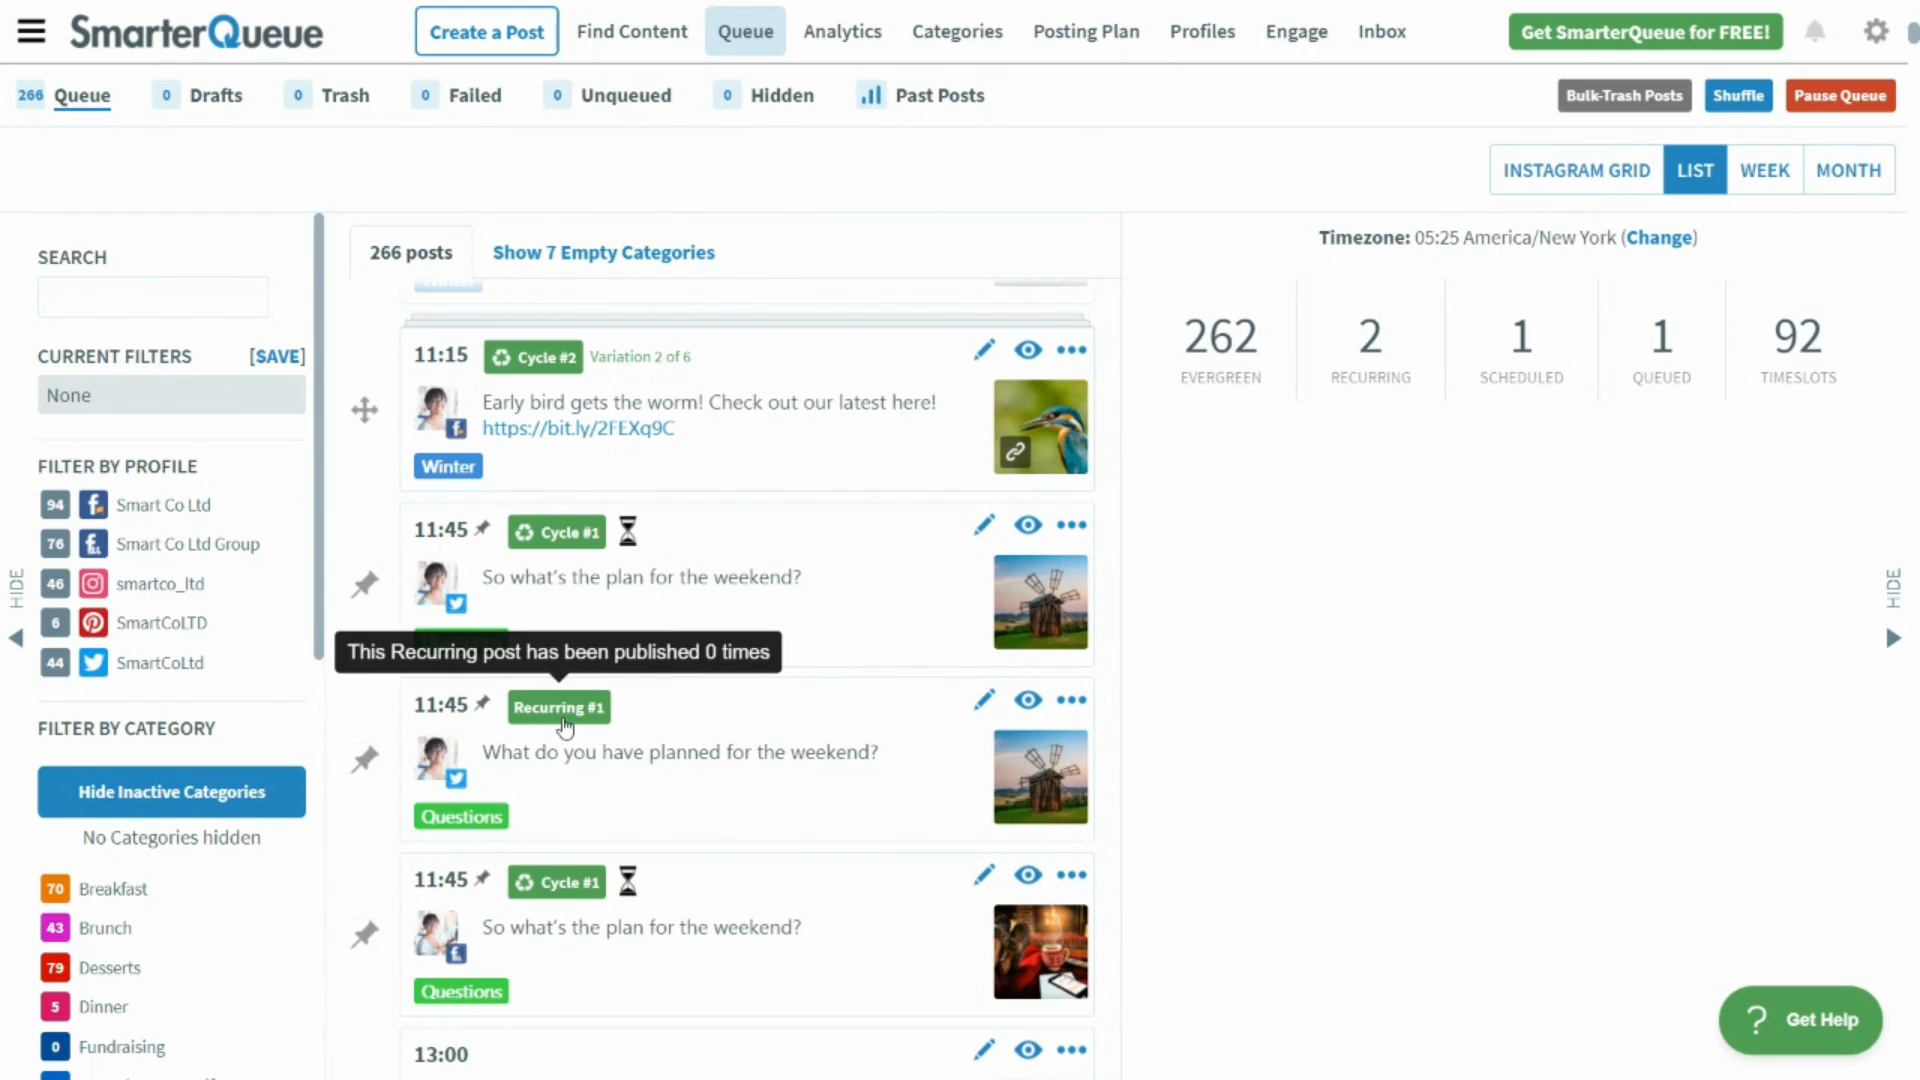 SmarterQueue
Create a Post
Find Content
Queue
Analytics
Categories
Posting Plan
Profiles
Engage
Inbox
Get SmarterQueue for FREE!
266 Queue
0 Drafts
0 Trash
0 Failed
0 Unqueued
0 Hidden
Past Posts
Bulk-Trash Posts
Shuffle
Pause Queue
INSTAGRAM GRID
LIST
WEEK
MONTH
SEARCH
CURRENT FILTERS [SAVE]
None
FILTER BY PROFILE
94 Smart Co Ltd
76 Smart Co Ltd Group
46 smartco_ltd
6 SmartCoLTD
44 SmartCoLtd
HIDE
FILTER BY CATEGORY
Hide Inactive Categories
No Categories hidden
70 Breakfast
43 Brunch
79 Desserts
5 Dinner
0 Fundraising
266 posts
Show 7 Empty Categories
Winter
11:15 Cycle #2 Variation 2 of 6
Early bird gets the worm! Check out our latest here!
https://bit.ly/2FEXq9C
Winter
11:45 Cycle #1
So what's the plan for the weekend?
This Recurring post has been published 0 times
11:45 Recurring #1
What do you have planned for the weekend?
Questions
11:45 Cycle #1
So what's the plan for the weekend?
Questions
13:00
Timezone: 05:25 America/New York (Change)
262 EVERGREEN
2 RECURRING
1 SCHEDULED
1 QUEUED
92 TIMESLOTS
HIDE
? Get Help